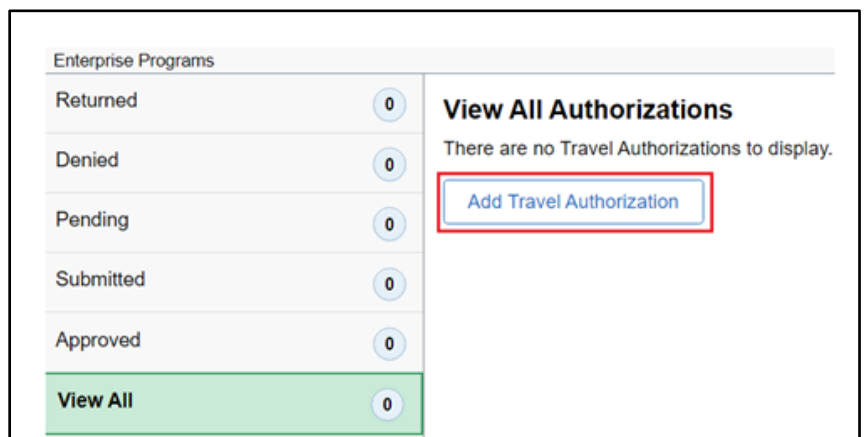 Enterprise Programs
Returned 0
View All Authorizations
There are no Travel Authorizations to display.
Denied 0
Add Travel Authorization
Pending 0
Submitted 0
Approved 0
View All 0